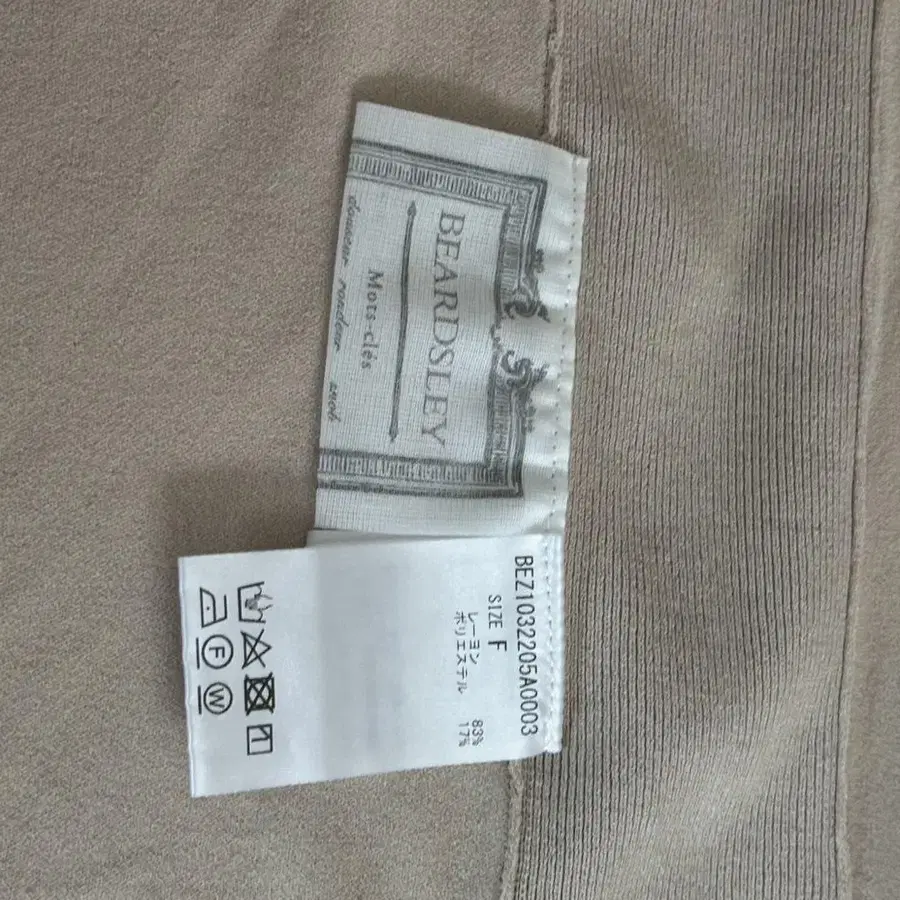 BEARDSLEY
Mots-clés
douceur rondeur snob
BEZ1032205A0003
SIZE F
レーヨン 83%
ポリエステル 17%
F
W